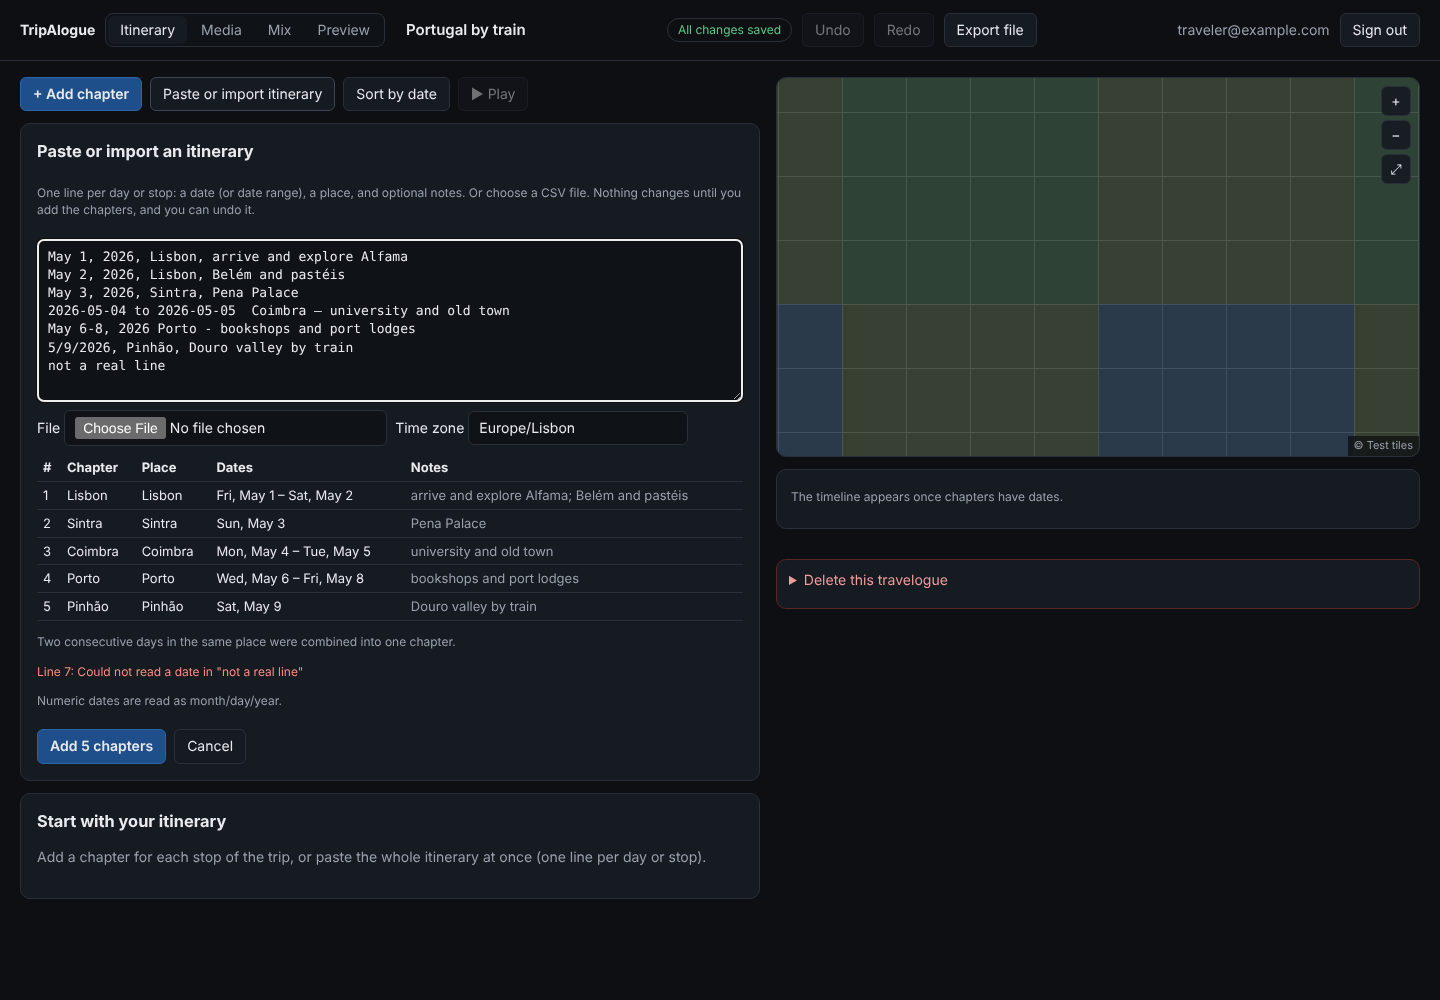 TripAlogue Itinerary Media Mix Preview Portugal by train All changes saved Undo Redo Export file traveler@example.com Sign out
+ Add chapter Paste or import itinerary Sort by date ▶ Play
Paste or import an itinerary
One line per day or stop: a date (or date range), a place, and optional notes. Or choose a CSV file. Nothing changes until you
add the chapters, and you can undo it.
May 1, 2026, Lisbon, arrive and explore Alfama
May 2, 2026, Lisbon, Belém and pastéis
May 3, 2026, Sintra, Pena Palace
2026-05-04 to 2026-05-05  Coimbra — university and old town
May 6-8, 2026 Porto - bookshops and port lodges
5/9/2026, Pinhão, Douro valley by train
not a real line
File Choose File No file chosen Time zone Europe/Lisbon
# Chapter Place Dates Notes
1 Lisbon Lisbon Fri, May 1 – Sat, May 2 arrive and explore Alfama; Belém and pastéis
2 Sintra Sintra Sun, May 3 Pena Palace
3 Coimbra Coimbra Mon, May 4 – Tue, May 5 university and old town
4 Porto Porto Wed, May 6 – Fri, May 8 bookshops and port lodges
5 Pinhão Pinhão Sat, May 9 Douro valley by train
Two consecutive days in the same place were combined into one chapter.
Line 7: Could not read a date in "not a real line"
Numeric dates are read as month/day/year.
Add 5 chapters Cancel
Start with your itinerary
Add a chapter for each stop of the trip, or paste the whole itinerary at once (one line per day or stop).
+
−
⤢
© Test tiles
The timeline appears once chapters have dates.
▶ Delete this travelogue